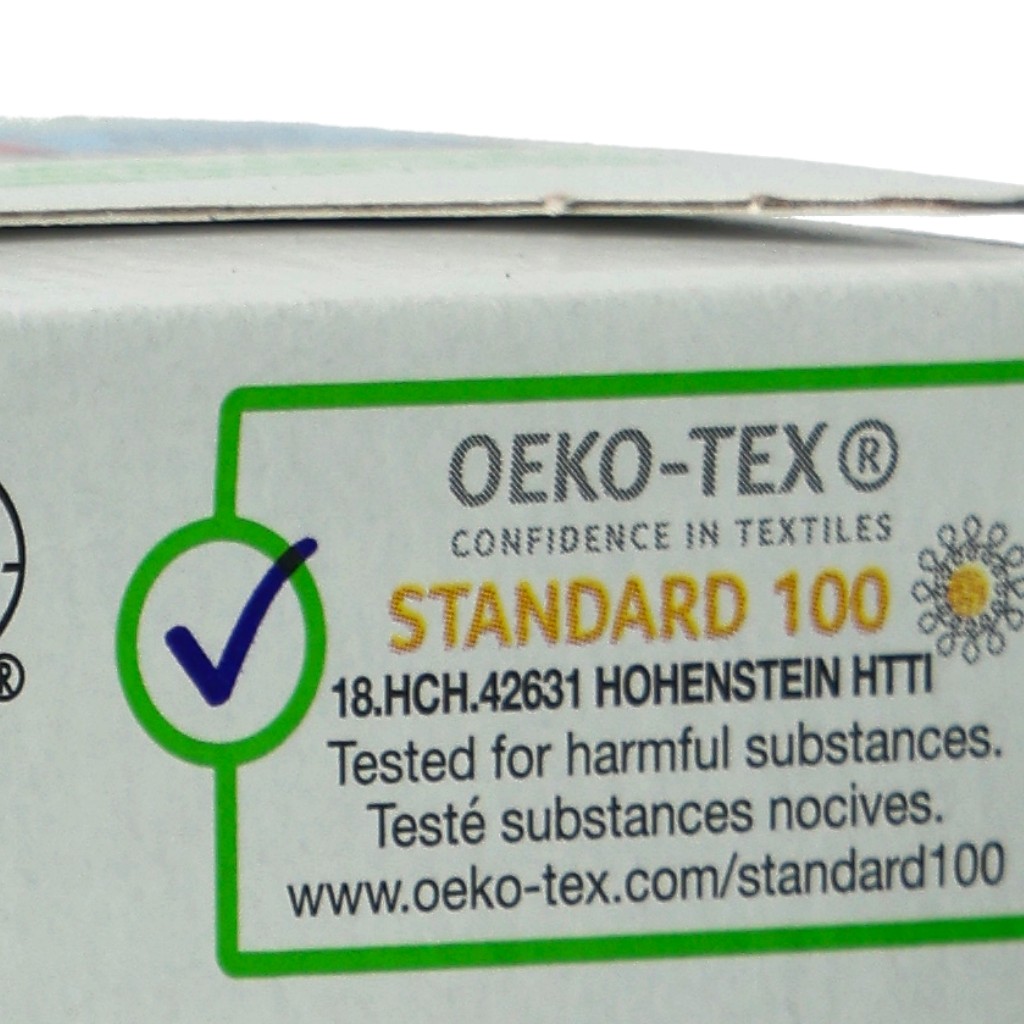 OEKO-TEX®
CONFIDENCE IN TEXTILES
STANDARD 100
18.HCH.42631 HOHENSTEIN HTTI
Tested for harmful substances.
Testé substances nocives.
www.oeko-tex.com/standard100
®